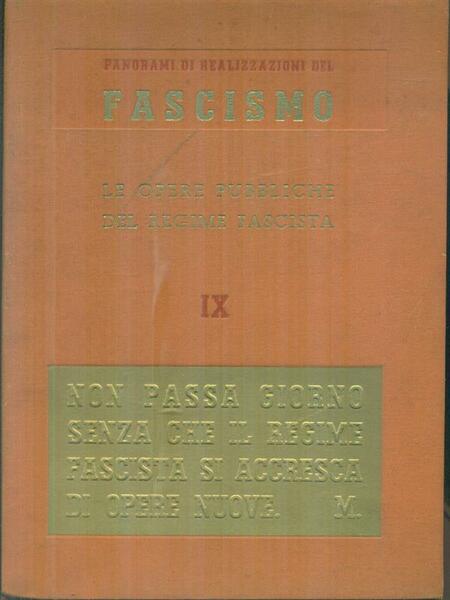 PANORAMI DI REALIZZAZIONI DEL
FASCISMO
LE OPERE PUBBLICHE
DEL REGIME FASCISTA
IX
NON PASSA GIORNO
SENZA CHE IL REGIME
FASCISTA SI ACCRESCA
DI OPERE NUOVE. M.